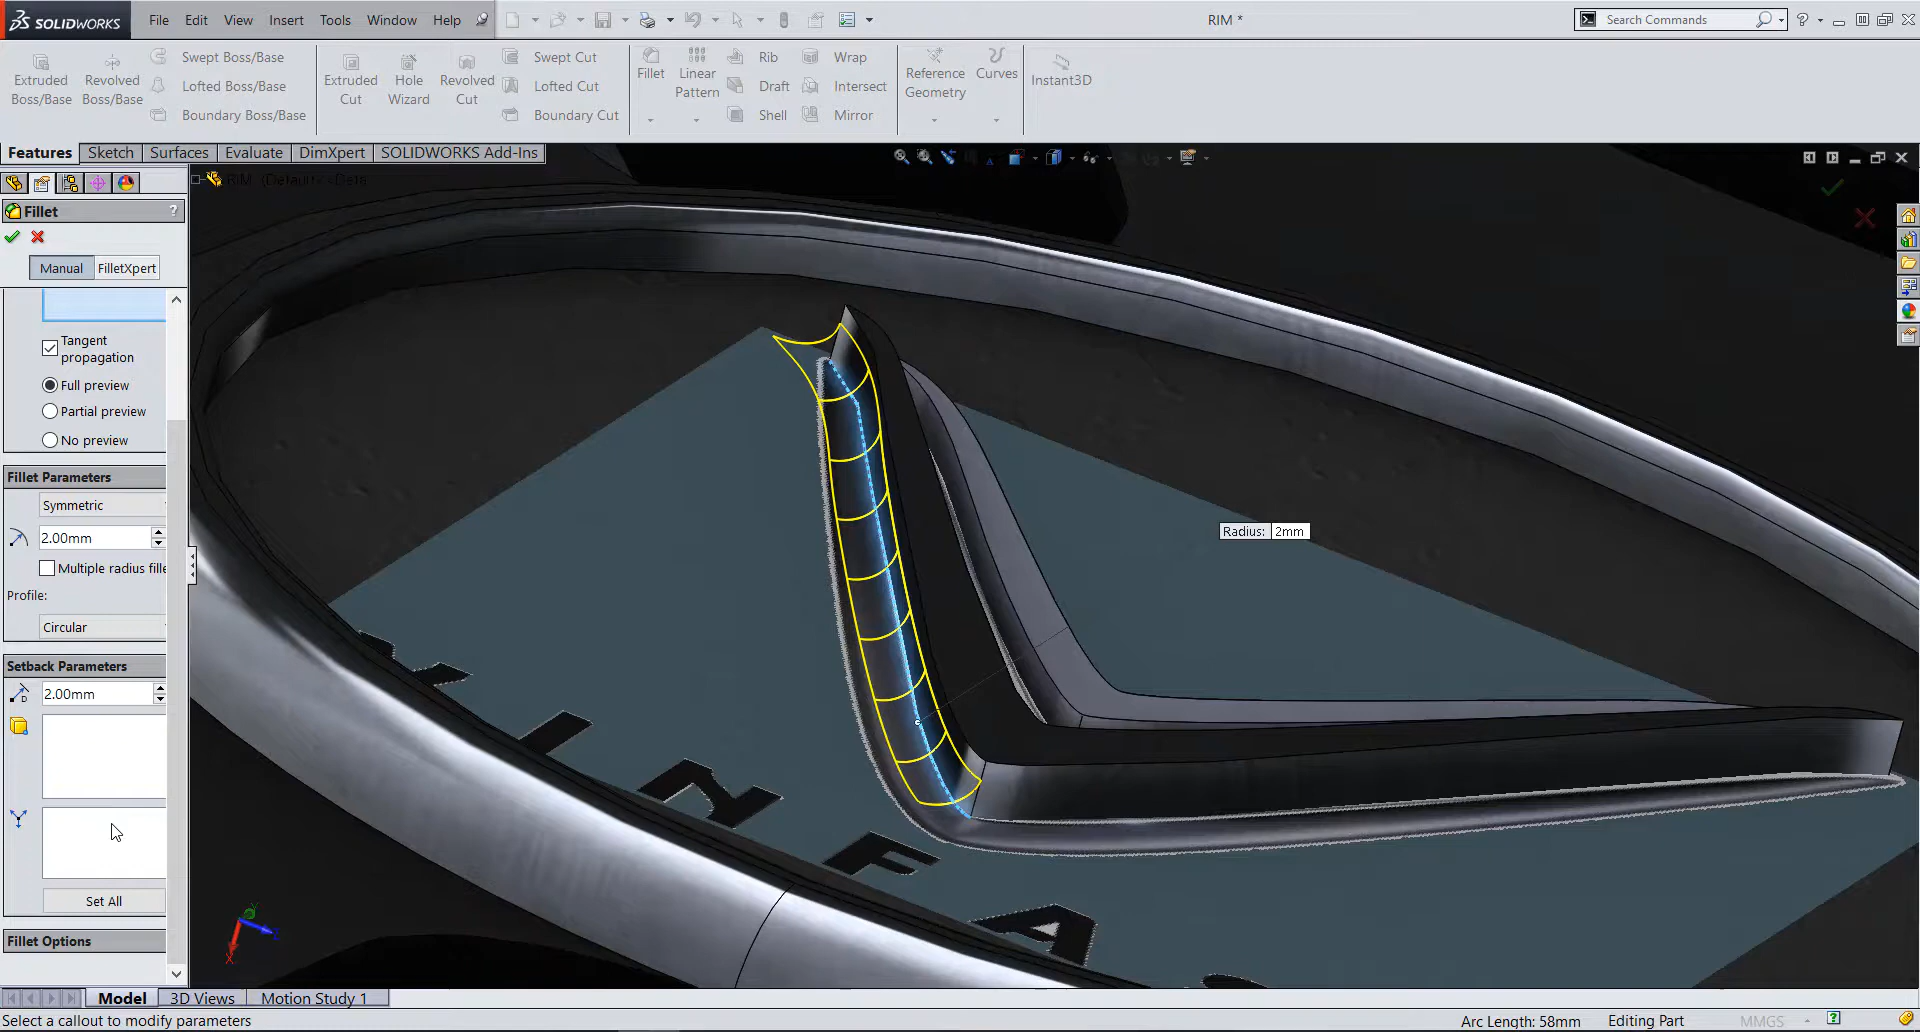 SOLIDWORKS File Edit View Insert Tools Window Help RIM * Search Commands
Extruded Boss/Base
Revolved Boss/Base
Swept Boss/Base
Lofted Boss/Base
Boundary Boss/Base
Extruded Cut
Hole Wizard
Revolved Cut
Swept Cut
Lofted Cut
Boundary Cut
Fillet
Linear Pattern
Rib
Draft
Shell
Wrap
Intersect
Mirror
Reference Geometry
Curves
Instant3D
Features Sketch Surfaces Evaluate DimXpert SOLIDWORKS Add-Ins
RIM (Default<<Defa
Fillet ?
Manual FilletXpert
Tangent propagation
Full preview
Partial preview
No preview
Fillet Parameters
Symmetric
2.00mm
Multiple radius fille
Profile:
Circular
Setback Parameters
2.00mm
Set All
Fillet Options
Radius: 2mm
Model 3D Views Motion Study 1
Select a callout to modify parameters Arc Length: 58mm Editing Part MMGS